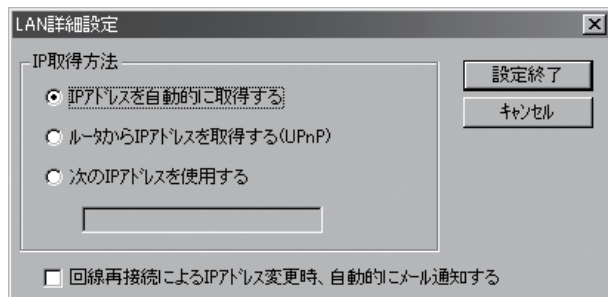 LAN詳細設定
IP取得方法
IPｱﾄﾞﾚｽを自動的に取得する
ﾙｰﾀからIPｱﾄﾞﾚｽを取得する(UPnP)
次のIPｱﾄﾞﾚｽを使用する
設定終了
ｷｬﾝｾﾙ
回線再接続によるIPｱﾄﾞﾚｽ変更時、自動的にﾒｰﾙ通知する